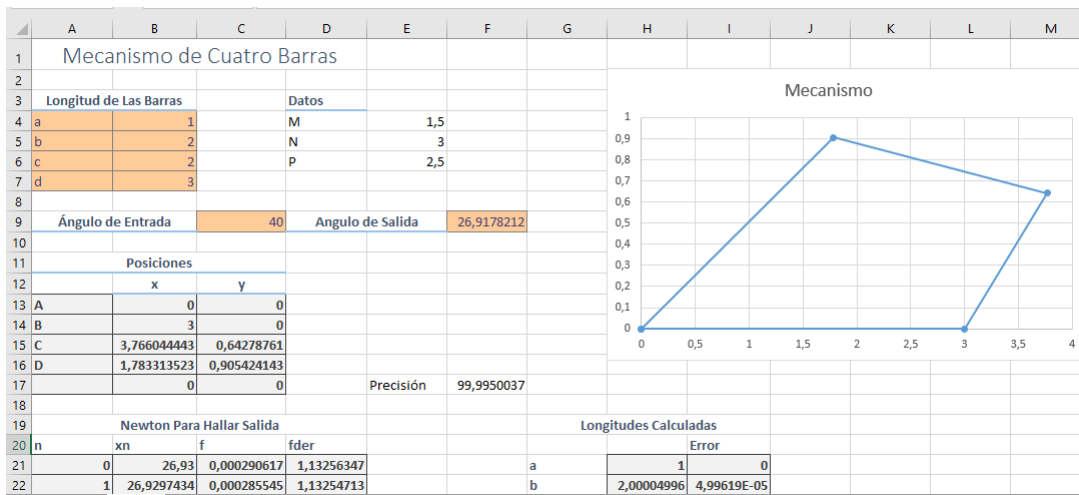 A B C D E F G H I J K L M
1 Mecanismo de Cuatro Barras
2
3 Longitud de Las Barras Datos
4 a 1 M 1,5
5 b 2 N 3
6 c 2 P 2,5
7 d 3
8
9 Ángulo de Entrada 40 Angulo de Salida 26,9178212
10
11 Posiciones
12 x y
13 A 0 0
14 B 3 0
15 C 3,766044443 0,64278761
16 D 1,783313523 0,905424143
17 0 0 Precisión 99,9950037
18
19 Newton Para Hallar Salida Longitudes Calculadas
20 n xn f fder Error
21 0 26,93 0,000290617 1,13256347 a 1 0
22 1 26,9297434 0,000285545 1,13254713 b 2,00004996 4,99619E-05
Mecanismo
1
0,9
0,8
0,7
0,6
0,5
0,4
0,3
0,2
0,1
0
0 0,5 1 1,5 2 2,5 3 3,5 4